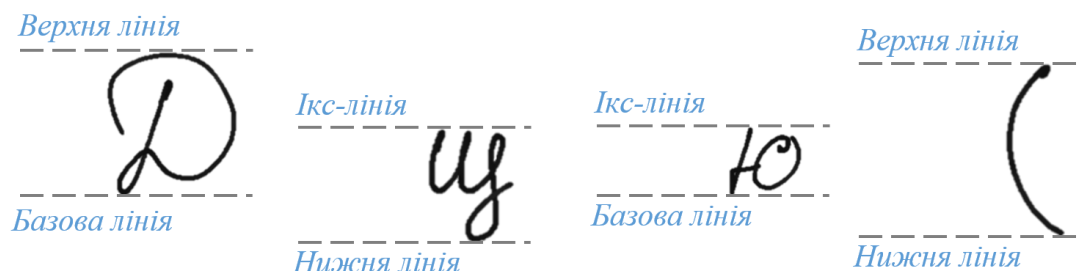 Верхня лінія
Д
Базова лінія
Ікс-лінія
щ
Нижня лінія
Ікс-лінія
ю
Базова лінія
Верхня лінія
(
Нижня лінія